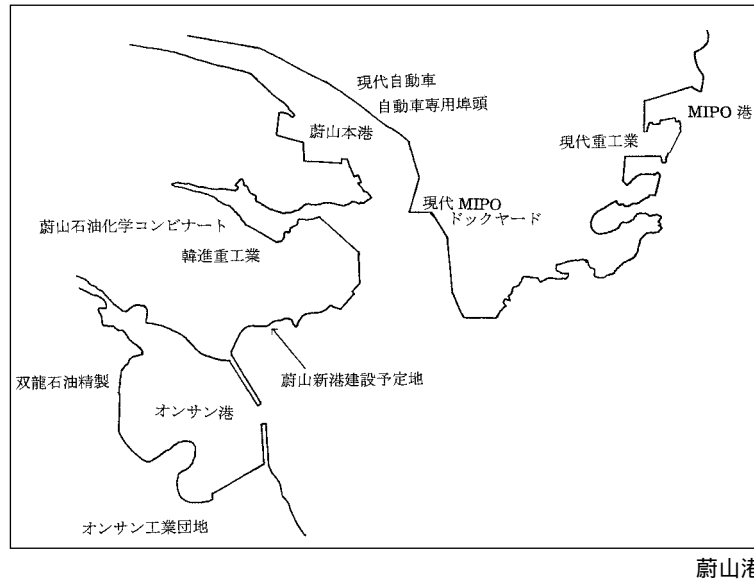 現代自動車
自動車専用埠頭
MIPO 港
蔚山本港
現代重工業
現代 MIPO
ドックヤード
蔚山石油化学コンビナート
韓進重工業
双龍石油精製
蔚山新港建設予定地
オンサン港
オンサン工業団地
蔚山港